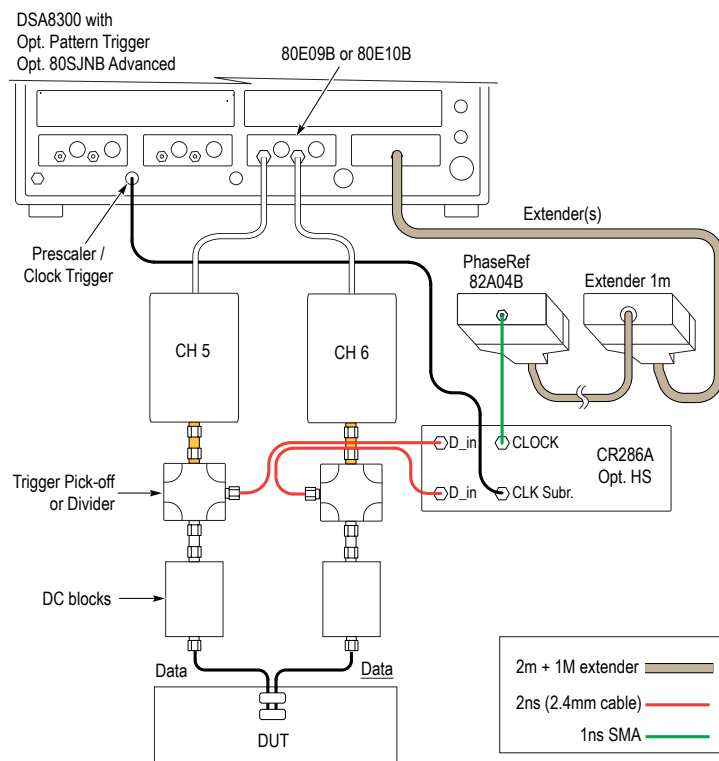 DSA8300 with
Opt. Pattern Trigger
Opt. 80SJNB Advanced
80E09B or 80E10B
Prescaler /
Clock Trigger
Extender(s)
PhaseRef
82A04B
Extender 1m
CH 5
CH 6
D_in
CLOCK
CR286A
Opt. HS
D_in
CLK Subr.
Trigger Pick-off
or Divider
DC blocks
Data
Data
DUT
2m + 1M extender
2ns (2.4mm cable)
1ns SMA